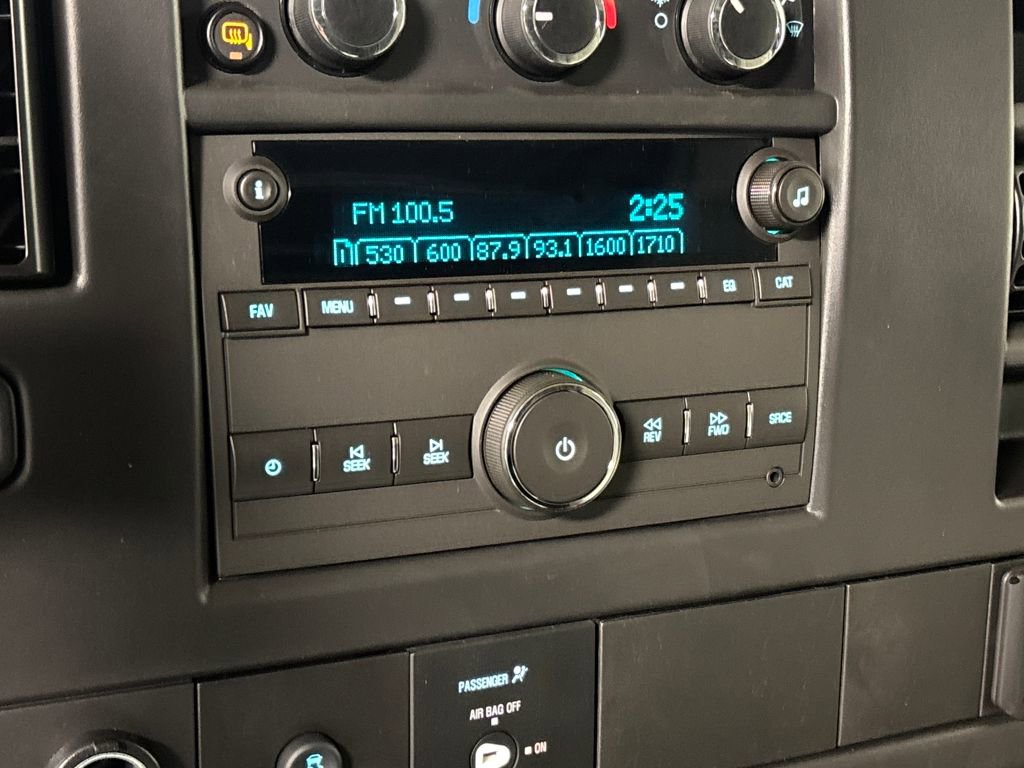 i
FM 100.5 2:25
1 530 600 87.9 93.1 1600 1710
FAV MENU EQ CAT
SEEK SEEK REV FWD SRCE
PASSENGER
AIR BAG OFF
ON